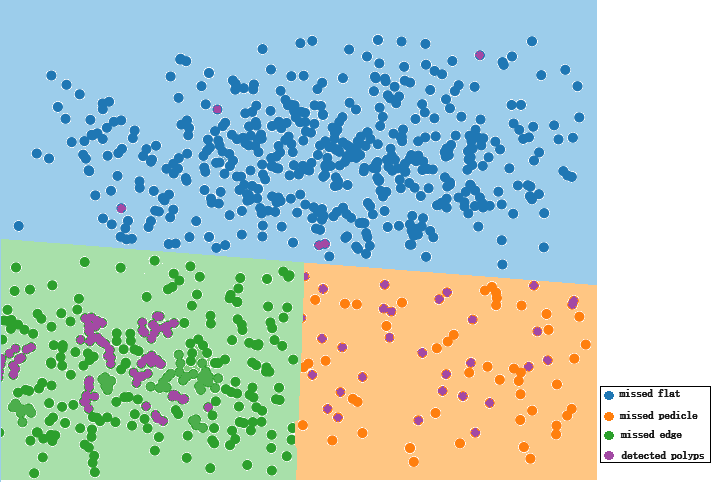 missed flat
missed pedicle
missed edge
detected polyps